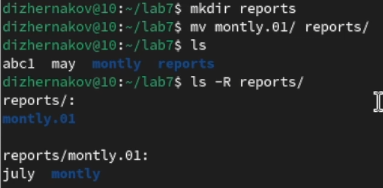 dizhernakov@10:~/lab7$ mkdir reports
dizhernakov@10:~/lab7$ mv montly.01/ reports/
dizhernakov@10:~/lab7$ ls
abc1 may montly reports
dizhernakov@10:~/lab7$ ls -R reports/
reports/:
montly.01
reports/montly.01:
july montly